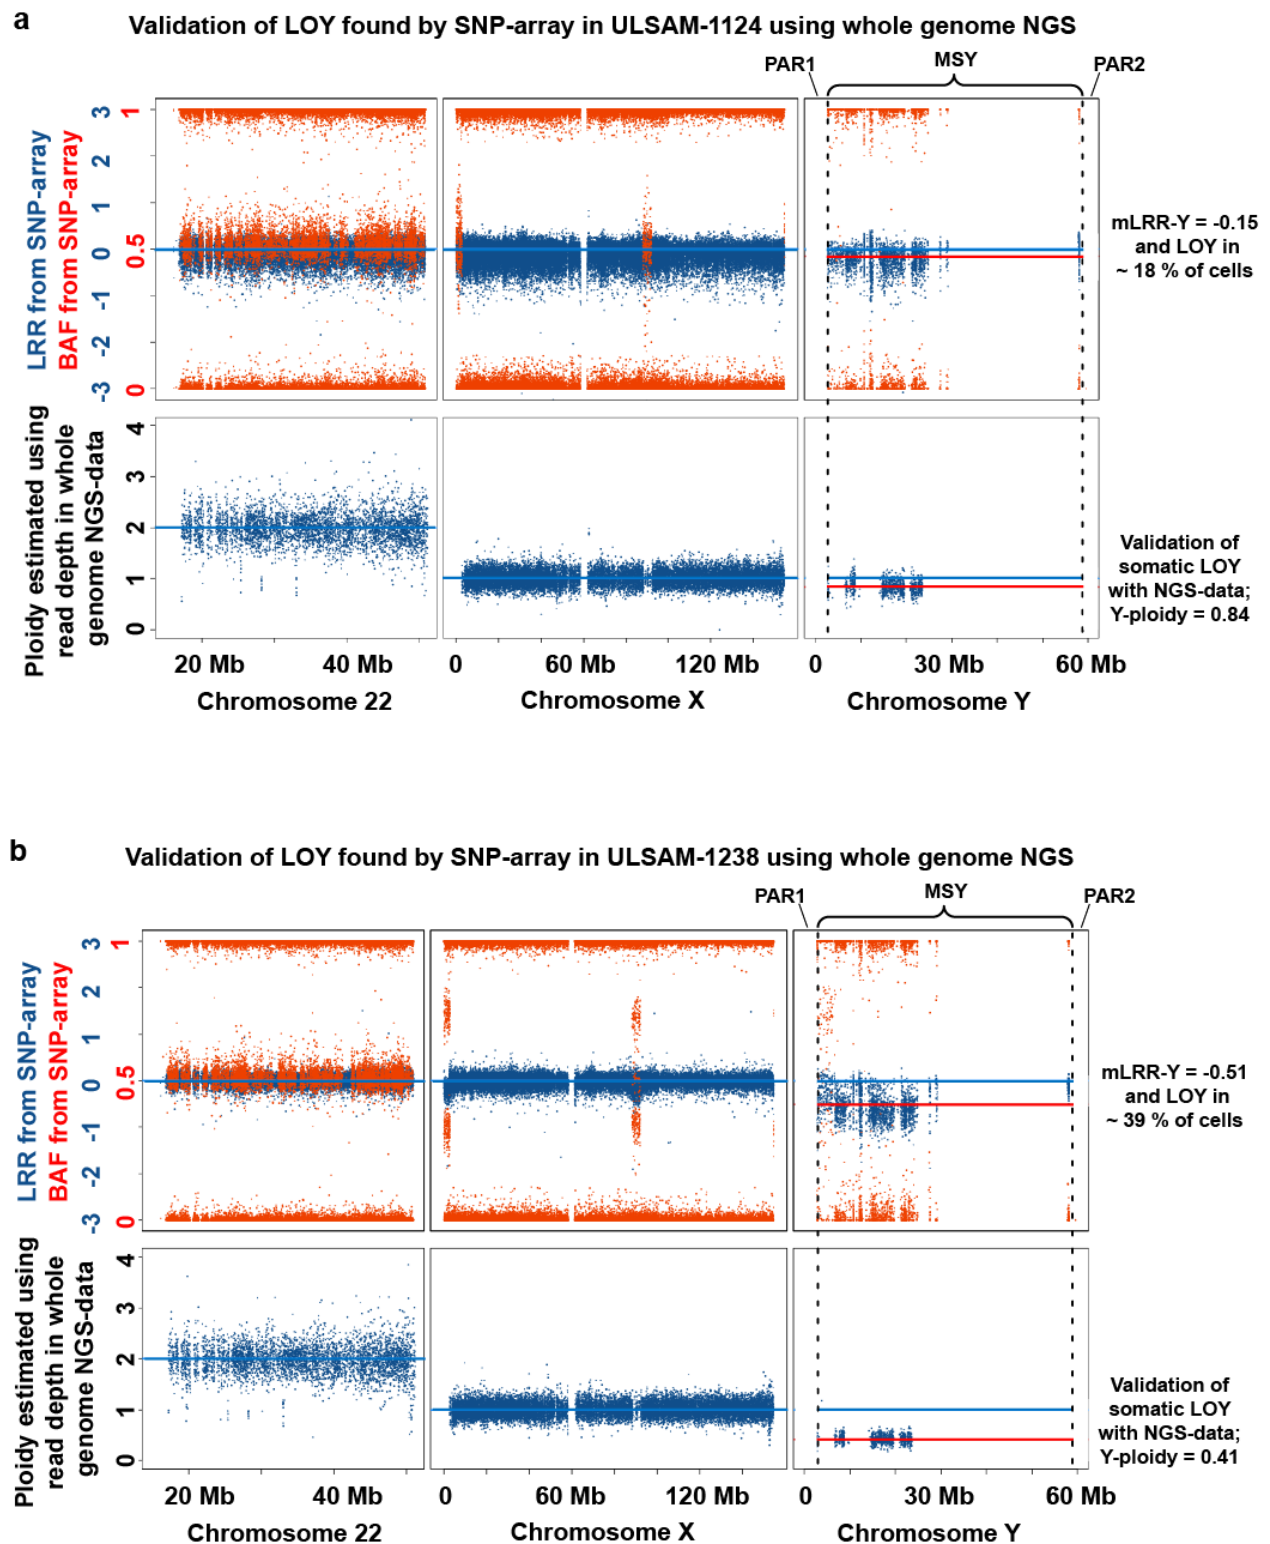 a
Validation of LOY found by SNP-array in ULSAM-1124 using whole genome NGS
PAR1
MSY
PAR2
LRR from SNP-array
BAF from SNP-array
3
2
1
0
-1
-2
-3
1
0.5
0
mLRR-Y = -0.15
and LOY in
~ 18 % of cells
Ploidy estimated using
read depth in whole
genome NGS-data
4
3
2
1
0
Validation of
somatic LOY
with NGS-data;
Y-ploidy = 0.84
20 Mb 40 Mb
0 60 Mb 120 Mb
0 30 Mb 60 Mb
Chromosome 22
Chromosome X
Chromosome Y
b
Validation of LOY found by SNP-array in ULSAM-1238 using whole genome NGS
PAR1
MSY
PAR2
LRR from SNP-array
BAF from SNP-array
3
2
1
0
-1
-2
-3
1
0.5
0
mLRR-Y = -0.51
and LOY in
~ 39 % of cells
Ploidy estimated using
read depth in whole
genome NGS-data
4
3
2
1
0
Validation of
somatic LOY
with NGS-data;
Y-ploidy = 0.41
20 Mb 40 Mb
0 60 Mb 120 Mb
0 30 Mb 60 Mb
Chromosome 22
Chromosome X
Chromosome Y